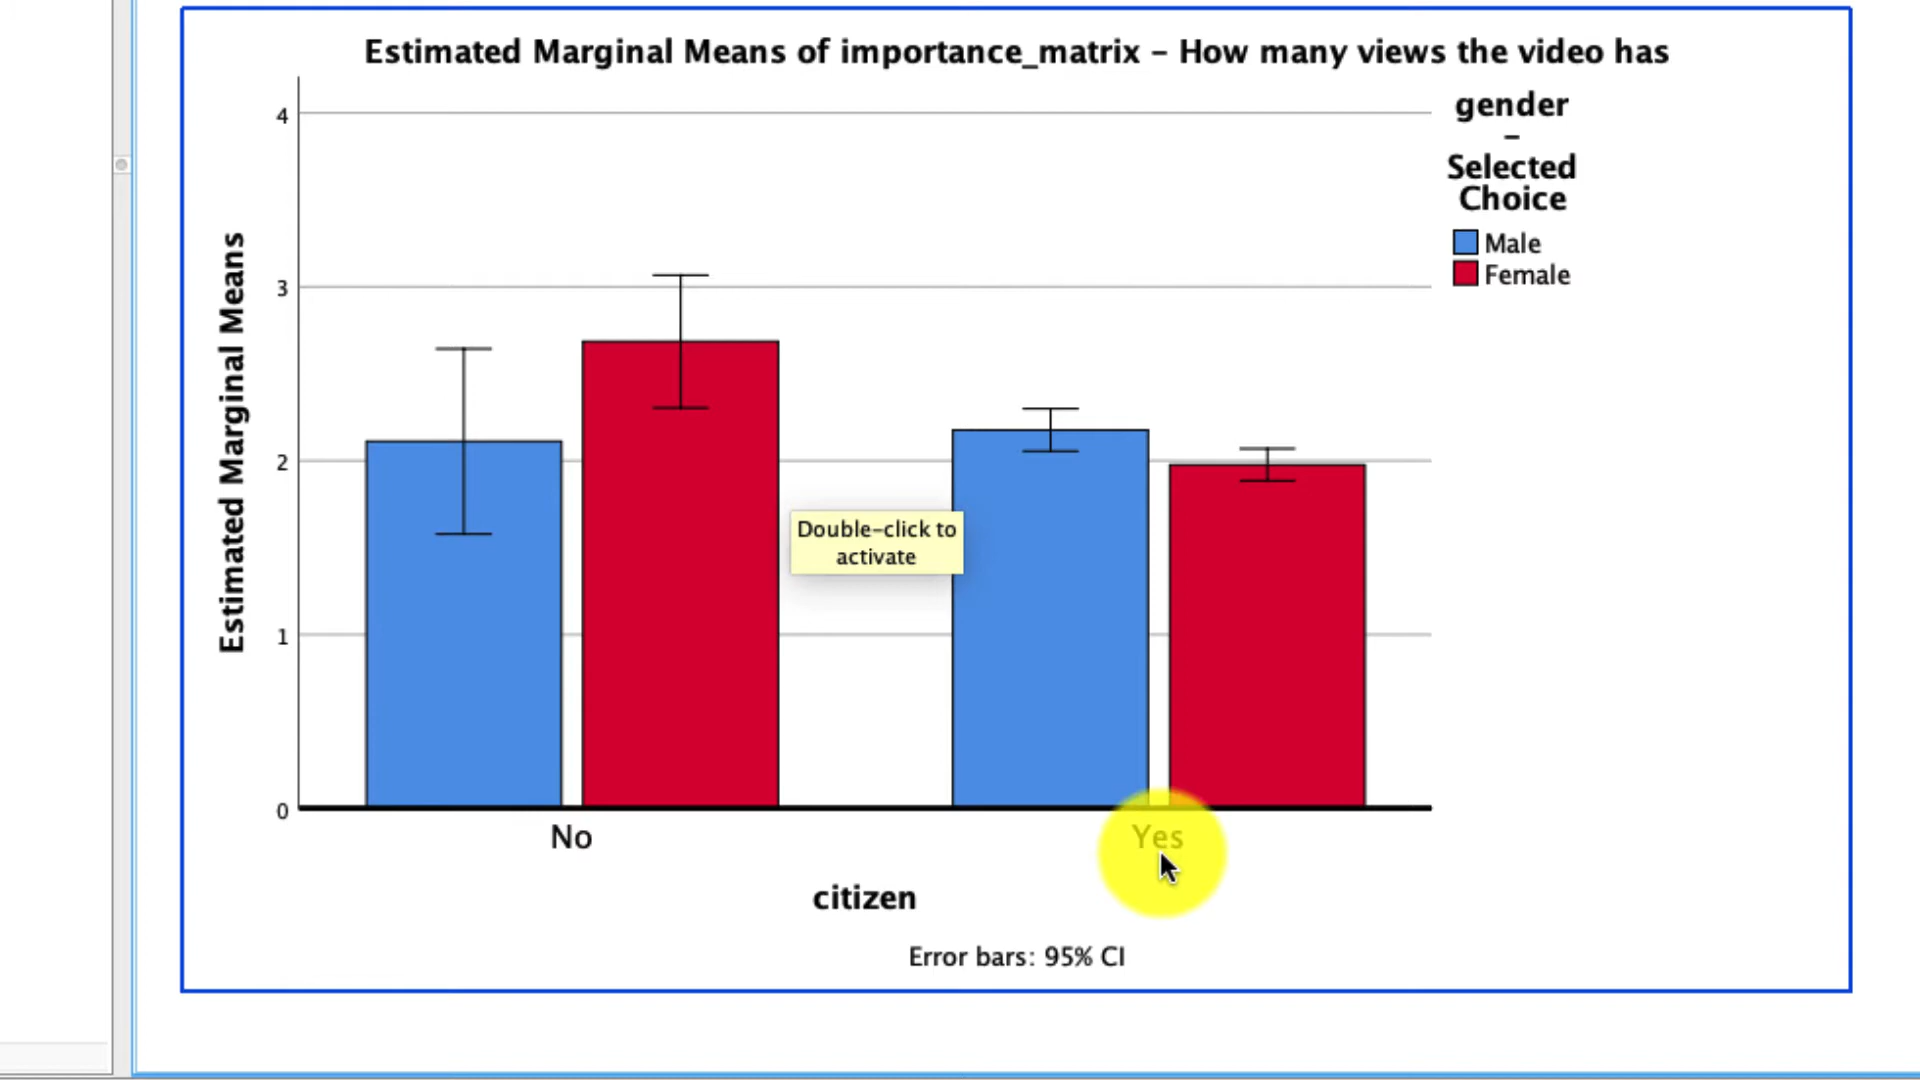 Estimated Marginal Means of importance_matrix – How many views the video has
gender
–
Selected
Choice
Male
Female
Estimated Marginal Means
4
3
2
1
0
Double-click to
activate
No
Yes
citizen
Error bars: 95% CI